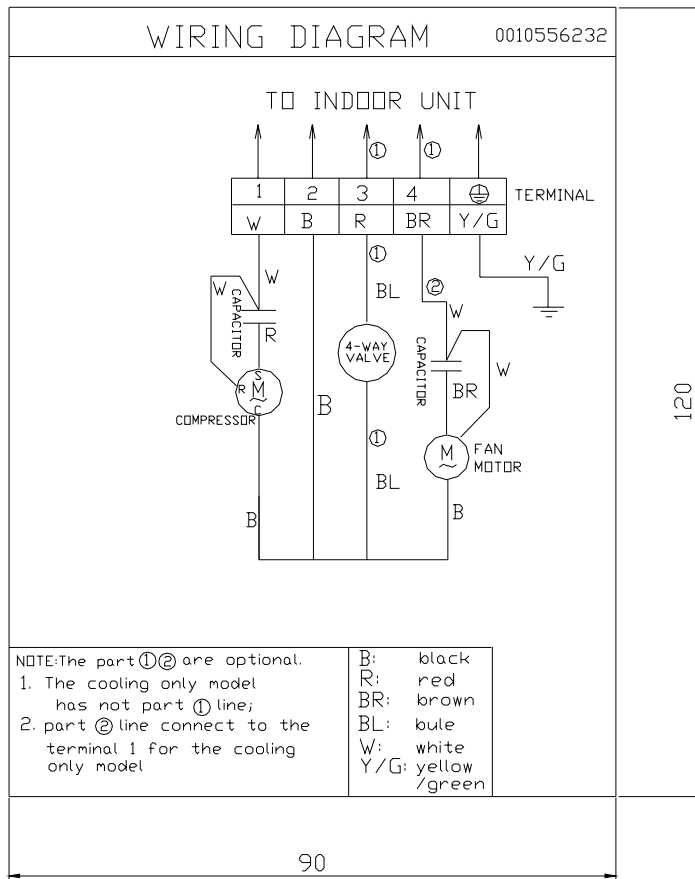 WIRING DIAGRAM
0010556232
TO INDOOR UNIT
① ①
1 2 3 4
TERMINAL
W B R BR Y/G
①
Y/G
W
W
BL
②
W
CAPACITOR
R
4-WAY
VALVE
CAPACITOR
W
S
R M
C
COMPRESSOR
B
BR
①
M
FAN
MOTOR
BL
B
B
120
NOTE:The part ①② are optional.
1. The cooling only model
has not part ① line;
2. part ② line connect to the
terminal 1 for the cooling
only model
B: black
R: red
BR: brown
BL: bule
W: white
Y/G: yellow
/green
90